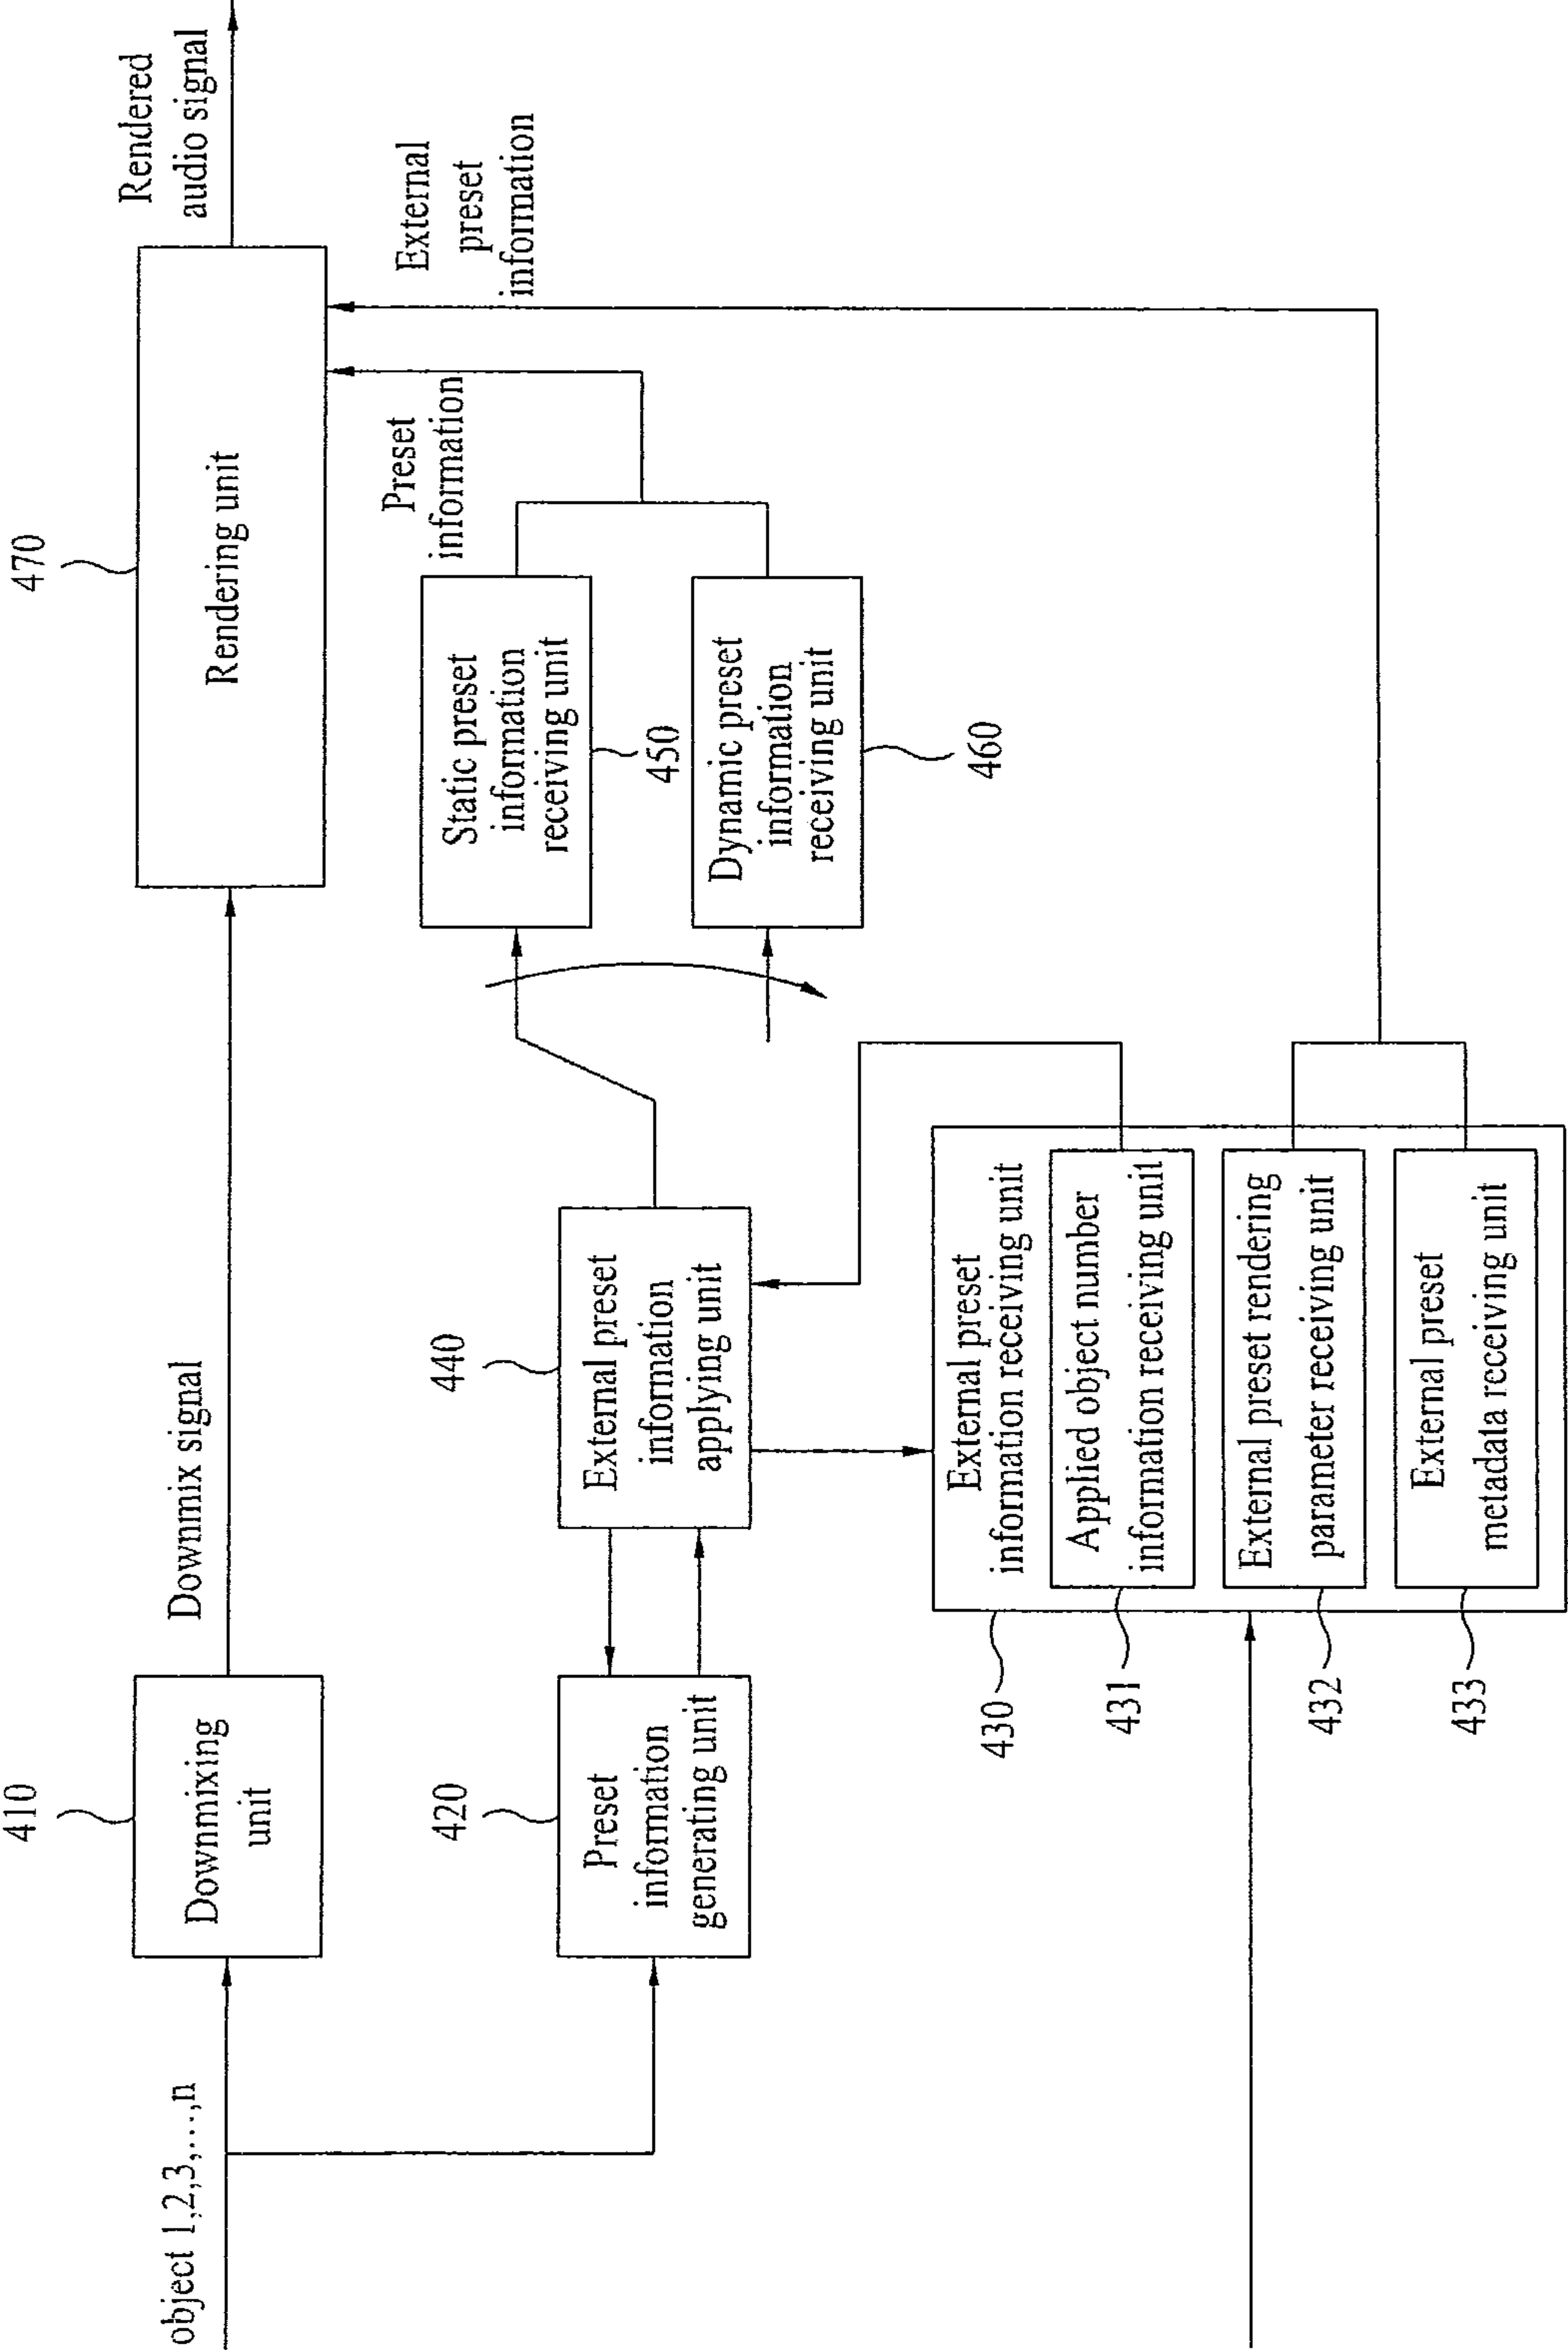 object 1,2,3,...,n
410
Downmixing
unit
Downmix signal
470
Rendering unit
Rendered
audio signal
420
Preset
information
generating unit
440
External preset
information
applying unit
Static preset
information
receiving unit
450
Dynamic preset
information
receiving unit
460
Preset
information
External
preset
information
430
External preset
information receiving unit
431
Applied object number
information receiving unit
432
External preset rendering
parameter receiving unit
433
External preset
metadata receiving unit